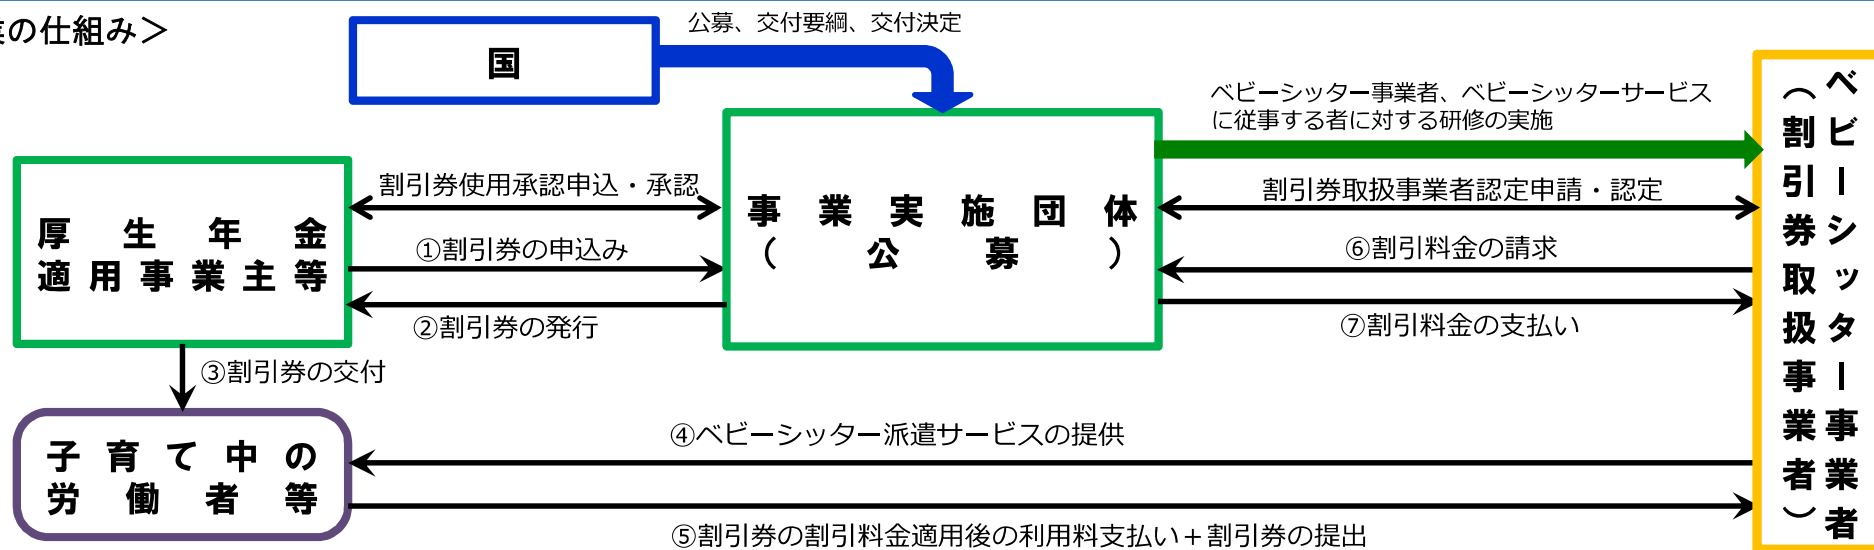 の仕組み＞
公募、交付要綱、交付決定
国
ベビーシッター事業者、ベビーシッターサービス
に従事する者に対する研修の実施
割引券使用承認申込・承認
割引券取扱事業者認定申請・認定
厚生年金
適用事業主等
事業実施団体
（公募）
①割引券の申込み
⑥割引料金の請求
②割引券の発行
⑦割引料金の支払い
③割引券の交付
ベビーシッター事業者
（割引券取扱事業者）
子育て中の
労働者等
④ベビーシッター派遣サービスの提供
⑤割引券の割引料金適用後の利用料支払い＋割引券の提出